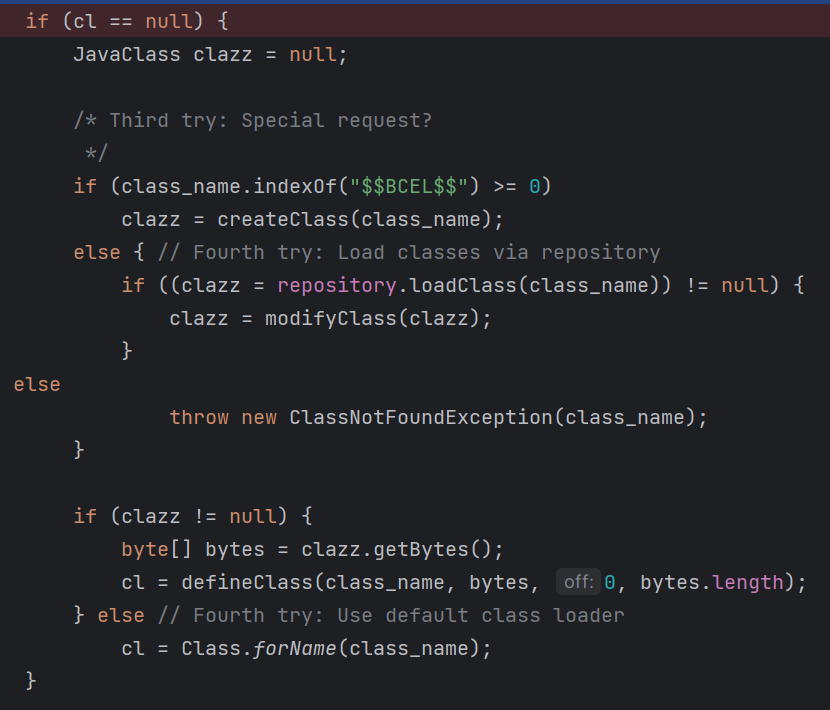 if (cl == null) {
JavaClass clazz = null;
/* Third try: Special request?
*/
if (class_name.indexOf("$$BCEL$$") >= 0)
clazz = createClass(class_name);
else { // Fourth try: Load classes via repository
if ((clazz = repository.loadClass(class_name)) != null) {
clazz = modifyClass(clazz);
}
else
throw new ClassNotFoundException(class_name);
}
if (clazz != null) {
byte[] bytes = clazz.getBytes();
cl = defineClass(class_name, bytes, off: 0, bytes.length);
} else // Fourth try: Use default class loader
cl = Class.forName(class_name);
}